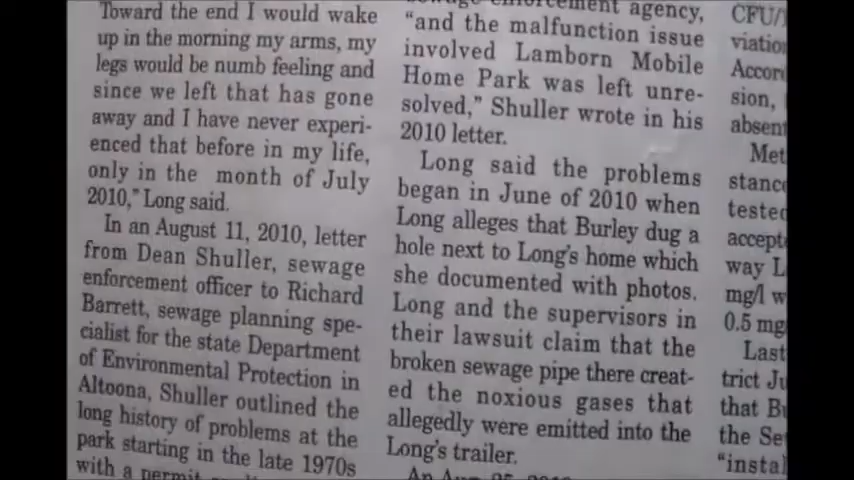 Toward the end I would wake
up in the morning my arms, my
legs would be numb feeling and
since we left that has gone
away and I have never experi-
enced that before in my life,
only in the month of July
2010," Long said.
In an August 11, 2010, letter
from Dean Shuller, sewage
enforcement officer to Richard
Barrett, sewage planning spe-
cialist for the state Department
of Environmental Protection in
Altoona, Shuller outlined the
long history of problems at the
park starting in the late 1970s
with a permit
enforcement agency,
"and the malfunction issue
involved Lamborn Mobile
Home Park was left unre-
solved," Shuller wrote in his
2010 letter.
Long said the problems
began in June of 2010 when
Long alleges that Burley dug a
hole next to Long's home which
she documented with photos.
Long and the supervisors in
their lawsuit claim that the
broken sewage pipe there creat-
ed the noxious gases that
allegedly were emitted into the
Long's trailer.
An Aug.
CFU/
viation
Accord
sion,
absent
Met
stance
tested
accept
way L
mg/l w
0.5 mg
Last
trict Ju
that Bu
the Se
"instal